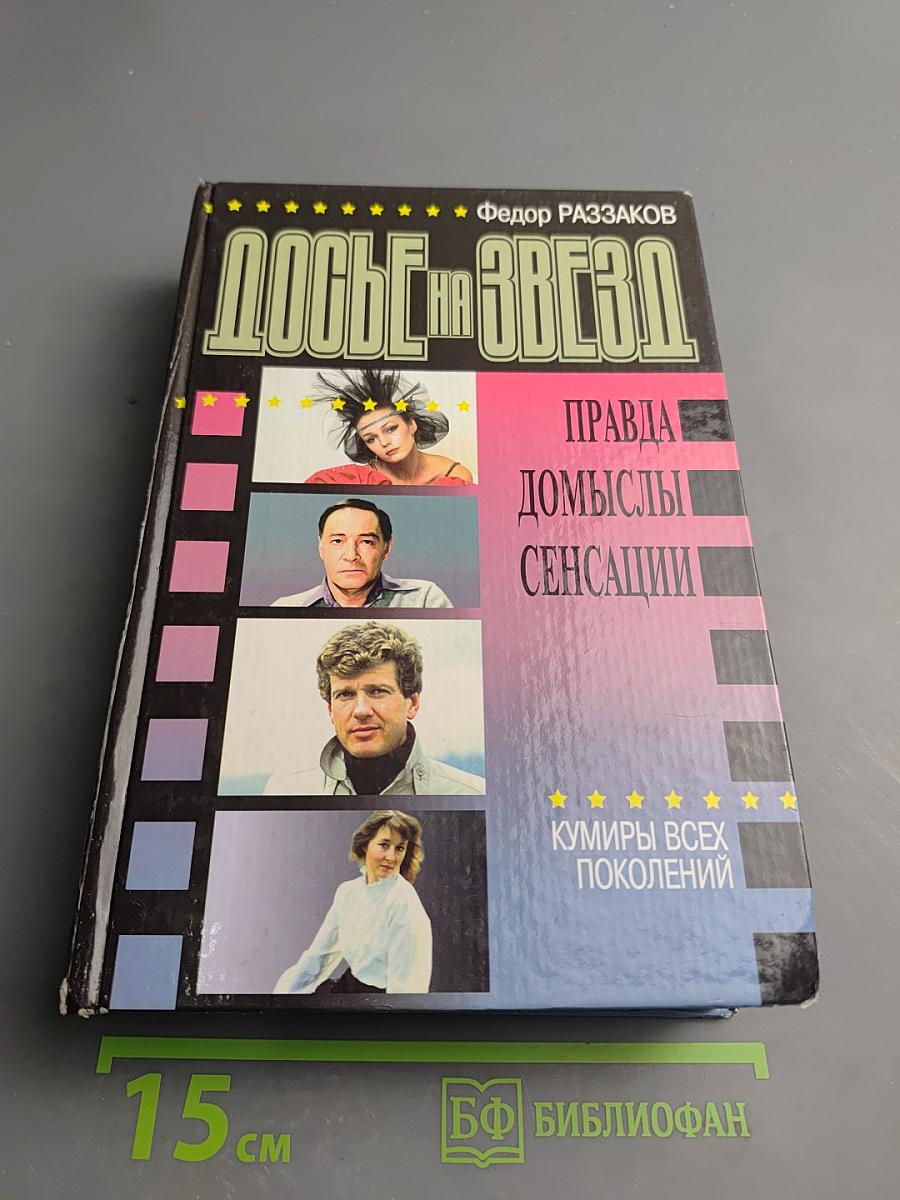 Федор РАЗЗАКОВ
ДОСЬЕ НА ЗВЕЗД
ПРАВДА
ДОМЫСЛЫ
СЕНСАЦИИ
КУМИРЫ ВСЕХ
ПОКОЛЕНИЙ
15 см
БФ БИБЛИОФАН